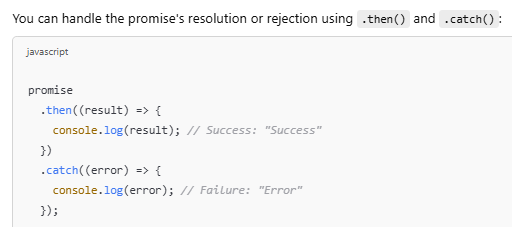 You can handle the promise's resolution or rejection using .then() and .catch():
javascript
promise
  .then((result) => {
    console.log(result); // Success: "Success"
  })
  .catch((error) => {
    console.log(error); // Failure: "Error"
  });